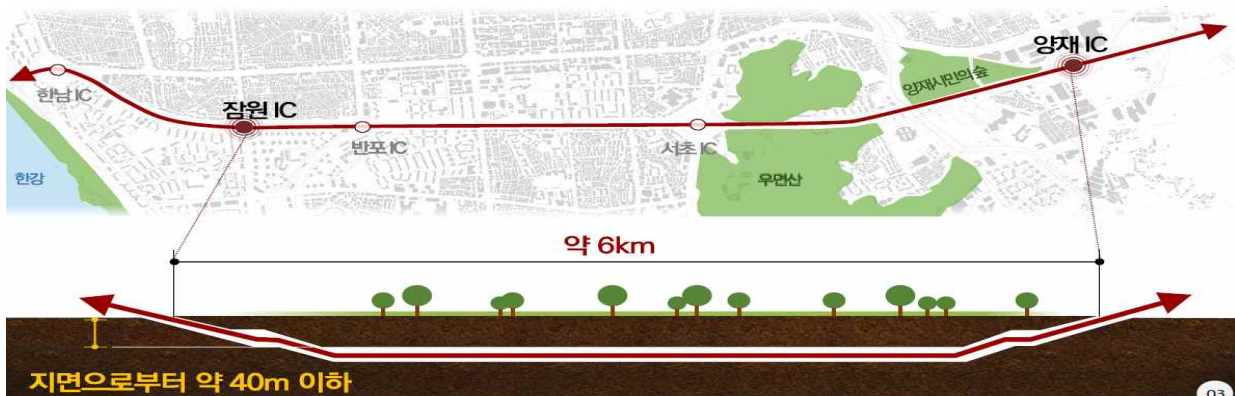 양재 IC
양재시민의숲
한남 IC
잠원 IC
반포 IC
서초 IC
한강
우면산
약 6km
지면으로부터 약 40m 이하
03